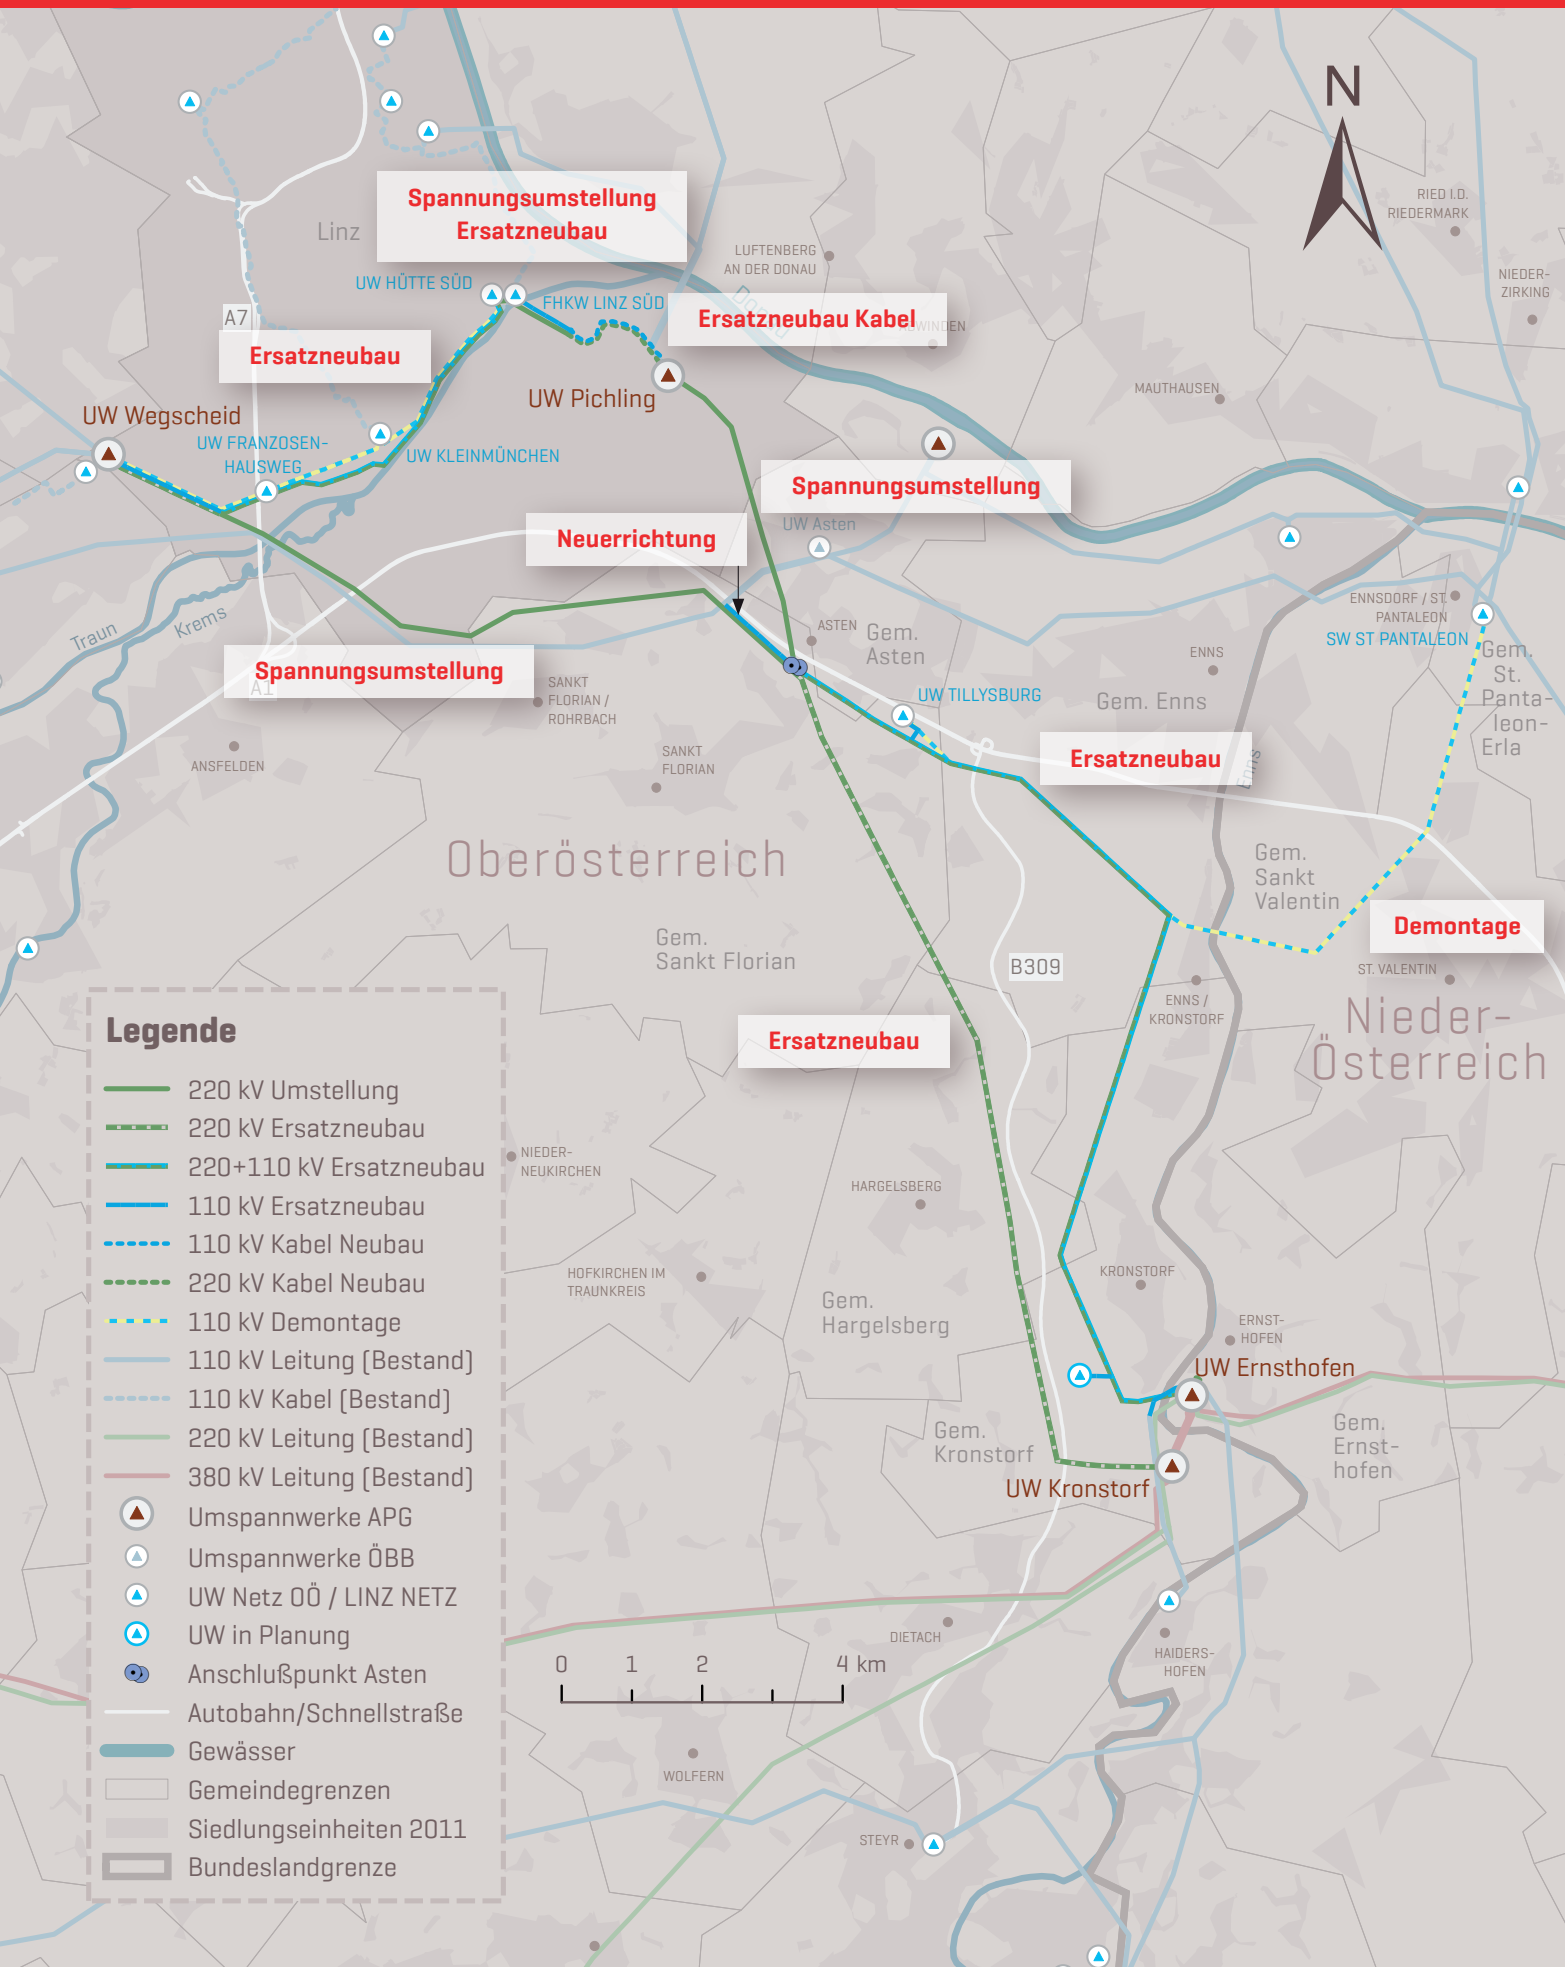 N
RIED I.D.
RIEDERMARK
Spannungsumstellung
Ersatzneubau
Linz
LUFTENBERG
AN DER DONAU
NIEDER-
ZIRKING
UW HÜTTE SÜD
FHKW LINZ SÜD
Donau
A7
Ersatzneubau Kabel
Ersatzneubau
MAUTHAUSEN
UW Pichling
UW Wegscheid
UW FRANZOSEN-
HAUSWEG
UW KLEINMÜNCHEN
Spannungsumstellung
UW Asten
Neuerrichtung
ENNSDORF / ST.
PANTALEON
SW ST PANTALEON
Traun
Krems
ASTEN
Gem.
Asten
ENNS
Gem.
St.
Panta-
leon-
Erla
Spannungsumstellung
A1
SANKT
FLORIAN /
ROHRBACH
UW TILLYSBURG
Gem. Enns
ANSFELDEN
SANKT
FLORIAN
Ersatzneubau
Enns
Oberösterreich
Gem.
Sankt
Valentin
Demontage
Gem.
Sankt Florian
B309
ST. VALENTIN
ENNS /
KRONSTORF
Nieder-
Österreich
Ersatzneubau
NIEDER-
NEUKIRCHEN
HARGELSBERG
HOFKIRCHEN IM
TRAUNKREIS
KRONSTORF
Gem.
Hargelsberg
ERNST-
HOFEN
UW Ernsthofen
Gem.
Kronstorf
Gem.
Ernst-
hofen
UW Kronstorf
DIETACH
HAIDERS-
HOFEN
0 1 2 4 km
WOLFERN
STEYR
Legende
220 kV Umstellung
220 kV Ersatzneubau
220+110 kV Ersatzneubau
110 kV Ersatzneubau
110 kV Kabel Neubau
220 kV Kabel Neubau
110 kV Demontage
110 kV Leitung (Bestand)
110 kV Kabel (Bestand)
220 kV Leitung (Bestand)
380 kV Leitung (Bestand)
Umspannwerke APG
Umspannwerke ÖBB
UW Netz OÖ / LINZ NETZ
UW in Planung
Anschlußpunkt Asten
Autobahn/Schnellstraße
Gewässer
Gemeindegrenzen
Siedlungseinheiten 2011
Bundeslandgrenze